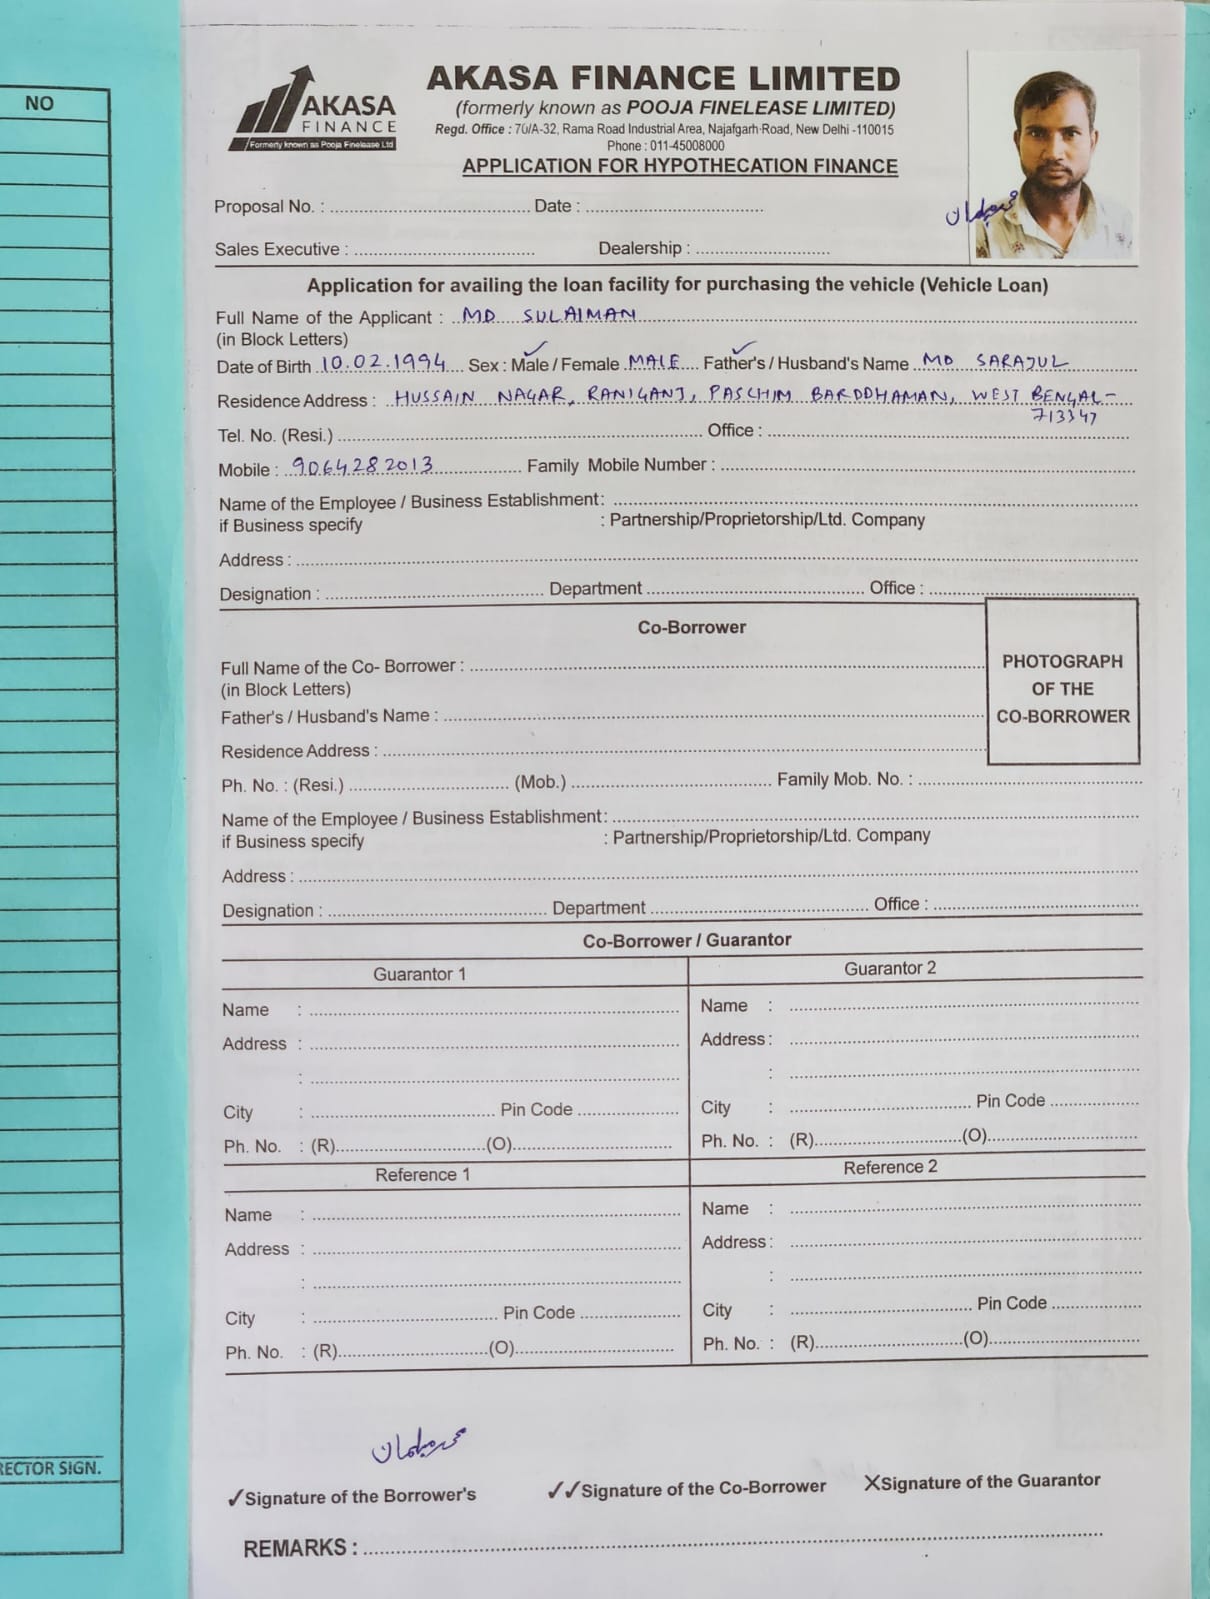 NO
AKASA
FINANCE
Formerly known as Pooja Finelease Ltd
AKASA FINANCE LIMITED
(formerly known as POOJA FINELEASE LIMITED)
Regd. Office : 70/A-32, Rama Road Industrial Area, Najafgarh-Road, New Delhi -110015
Phone : 011-45008000
APPLICATION FOR HYPOTHECATION FINANCE
محمد سلیمان
Proposal No. : Date :
Sales Executive : Dealership :
Application for availing the loan facility for purchasing the vehicle (Vehicle Loan)
Full Name of the Applicant : MD SULAIMAN
(in Block Letters)
Date of Birth 10.02.1994 Sex : Male / Female MALE Father's / Husband's Name MD SARAJUL
Residence Address : HUSSAIN NAGAR, RANIGANJ, PASCHIM BARDDHAMAN, WEST BENGAL-
713347
Tel. No. (Resi.) Office :
Mobile : 9064282013 Family Mobile Number :
Name of the Employee / Business Establishment :
if Business specify : Partnership/Proprietorship/Ltd. Company
Address :
Designation : Department Office :
Co-Borrower
PHOTOGRAPH
OF THE
CO-BORROWER
Full Name of the Co- Borrower :
(in Block Letters)
Father's / Husband's Name :
Residence Address :
Ph. No. : (Resi.) (Mob.) Family Mob. No. :
Name of the Employee / Business Establishment :
if Business specify : Partnership/Proprietorship/Ltd. Company
Address :
Designation : Department Office :
Co-Borrower / Guarantor
Guarantor 1 Guarantor 2
Name : Name :
Address : Address :
: :
City : Pin Code City : Pin Code
Ph. No. : (R) (O) Ph. No. : (R) (O)
Reference 1 Reference 2
Name : Name :
Address : Address :
: :
City : Pin Code City : Pin Code
Ph. No. : (R) (O) Ph. No. : (R) (O)
محمد سلیمان
RECTOR SIGN.
✓Signature of the Borrower's ✓✓Signature of the Co-Borrower XSignature of the Guarantor
REMARKS :